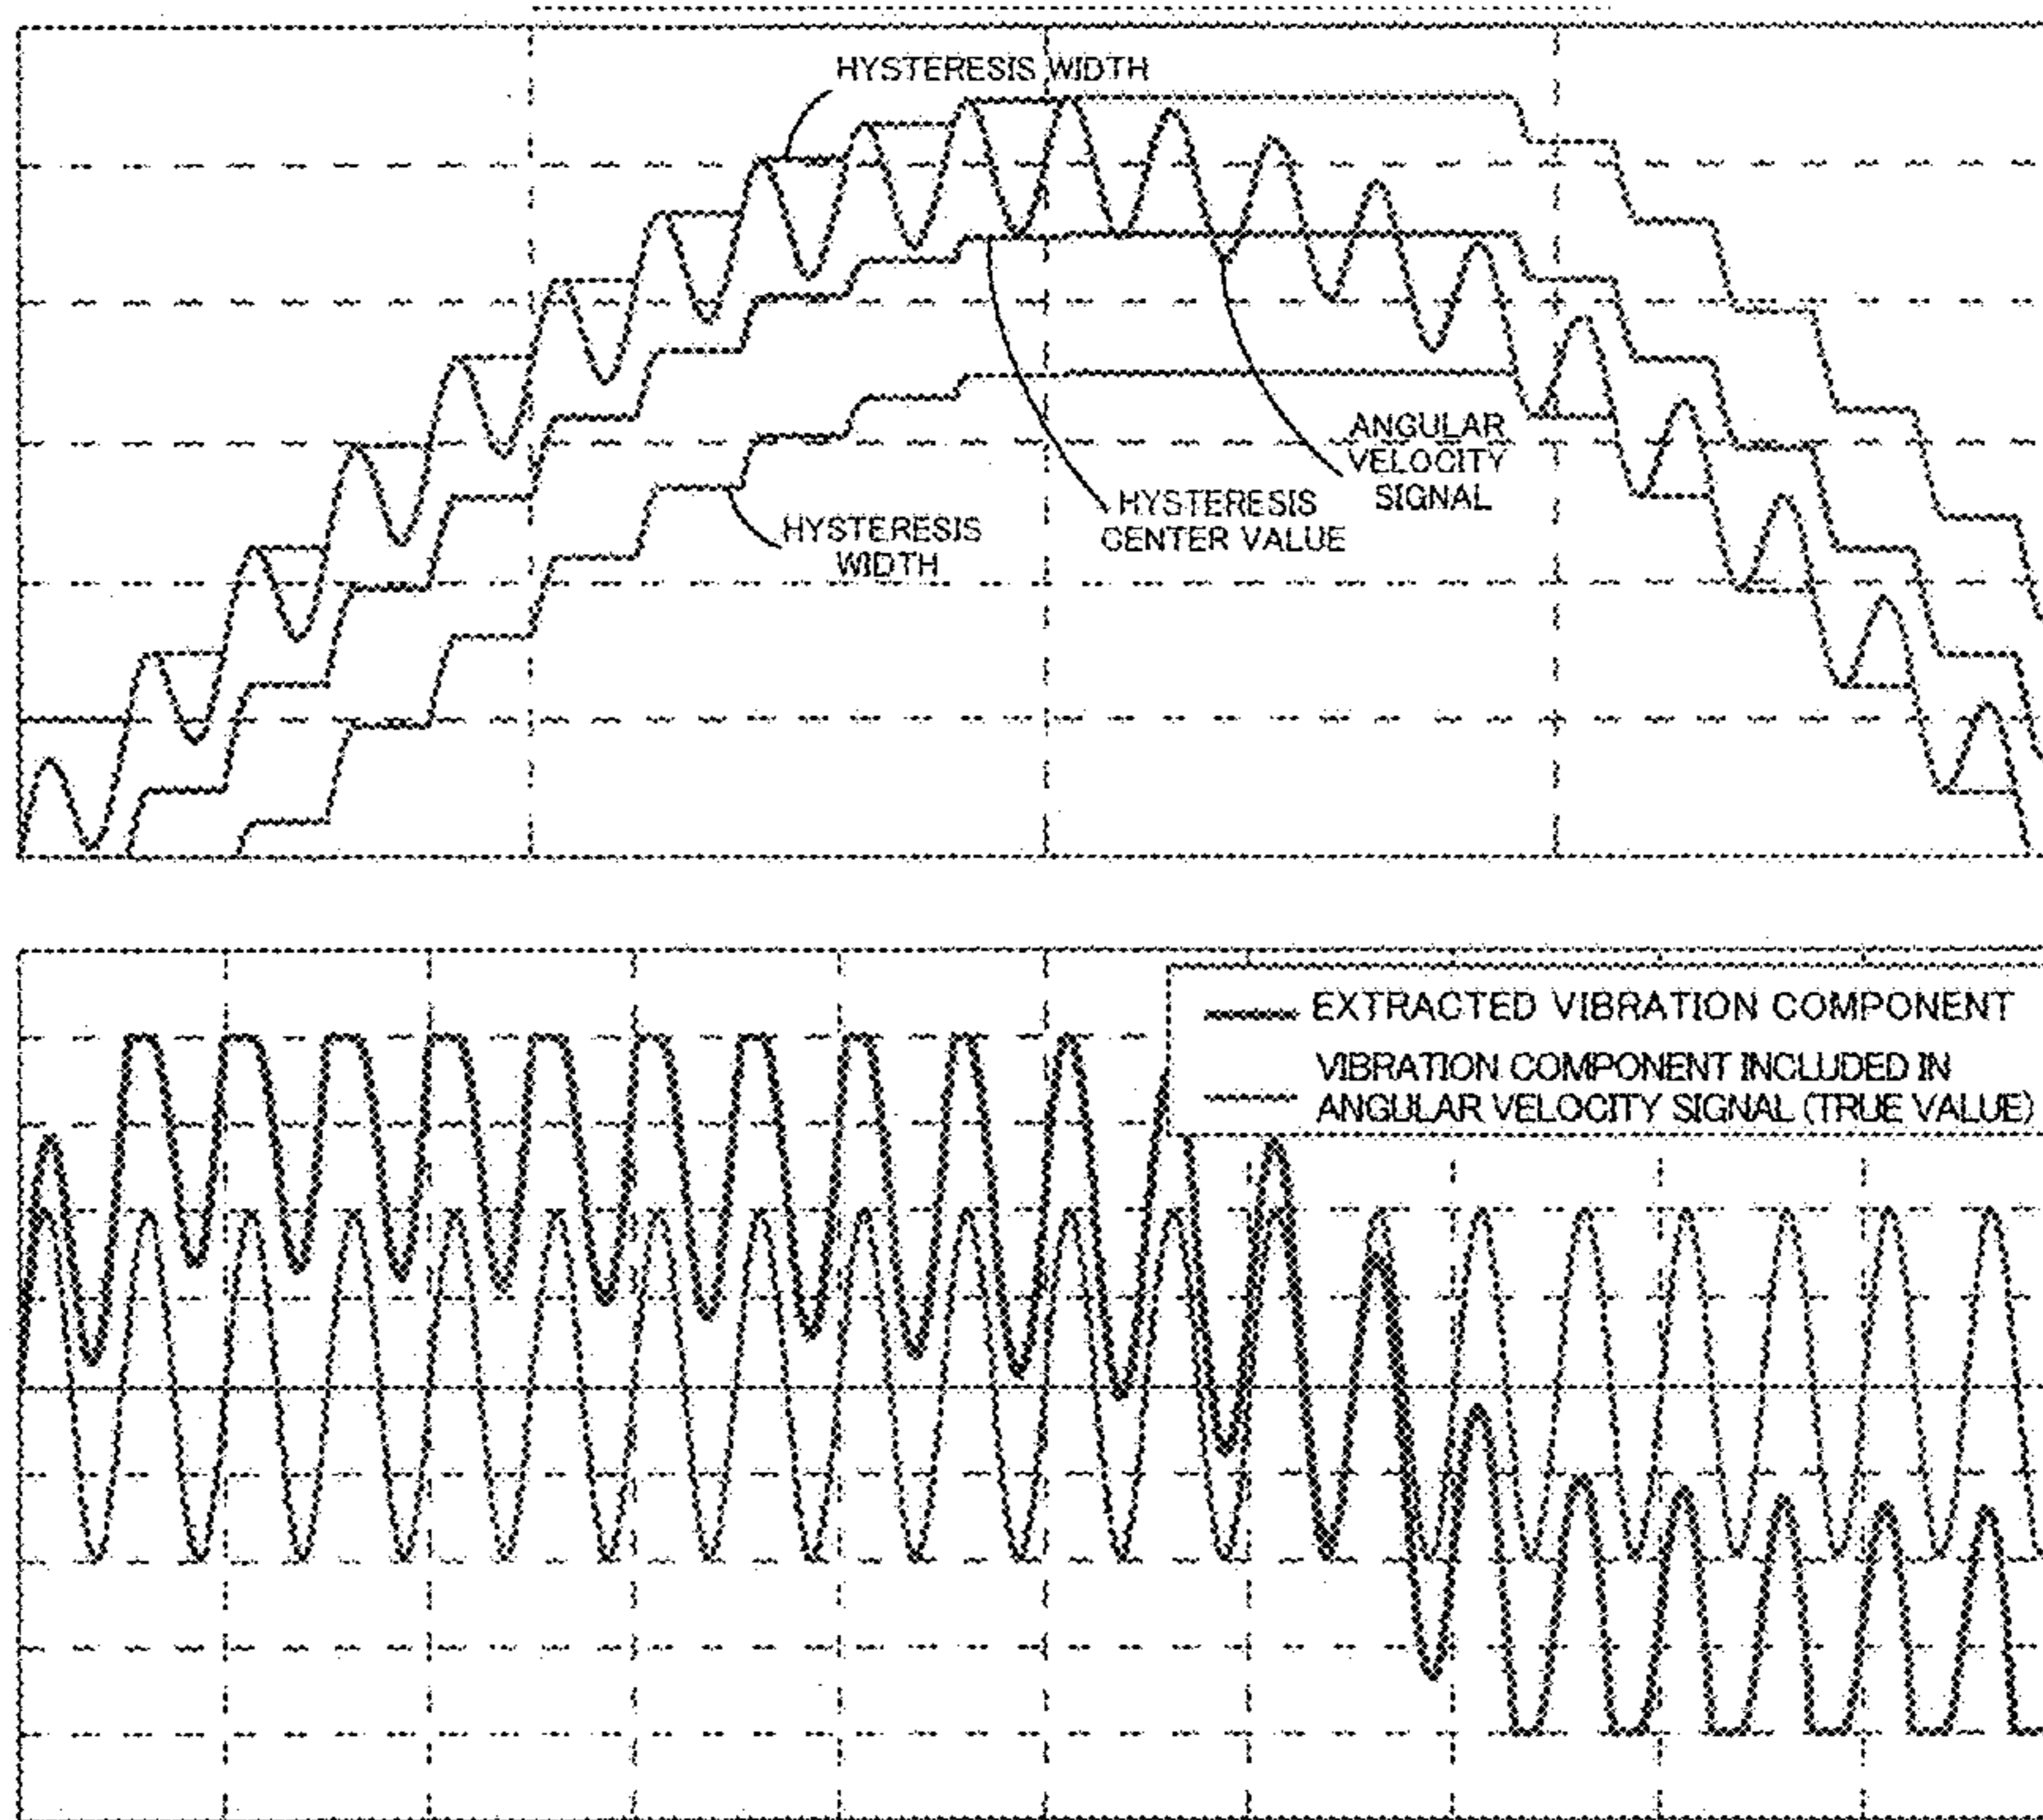 HYSTERESIS WIDTH
ANGULAR
VELOCITY
SIGNAL
HYSTERESIS
CENTER VALUE
HYSTERESIS
WIDTH
EXTRACTED VIBRATION COMPONENT
VIBRATION COMPONENT INCLUDED IN
ANGULAR VELOCITY SIGNAL (TRUE VALUE)